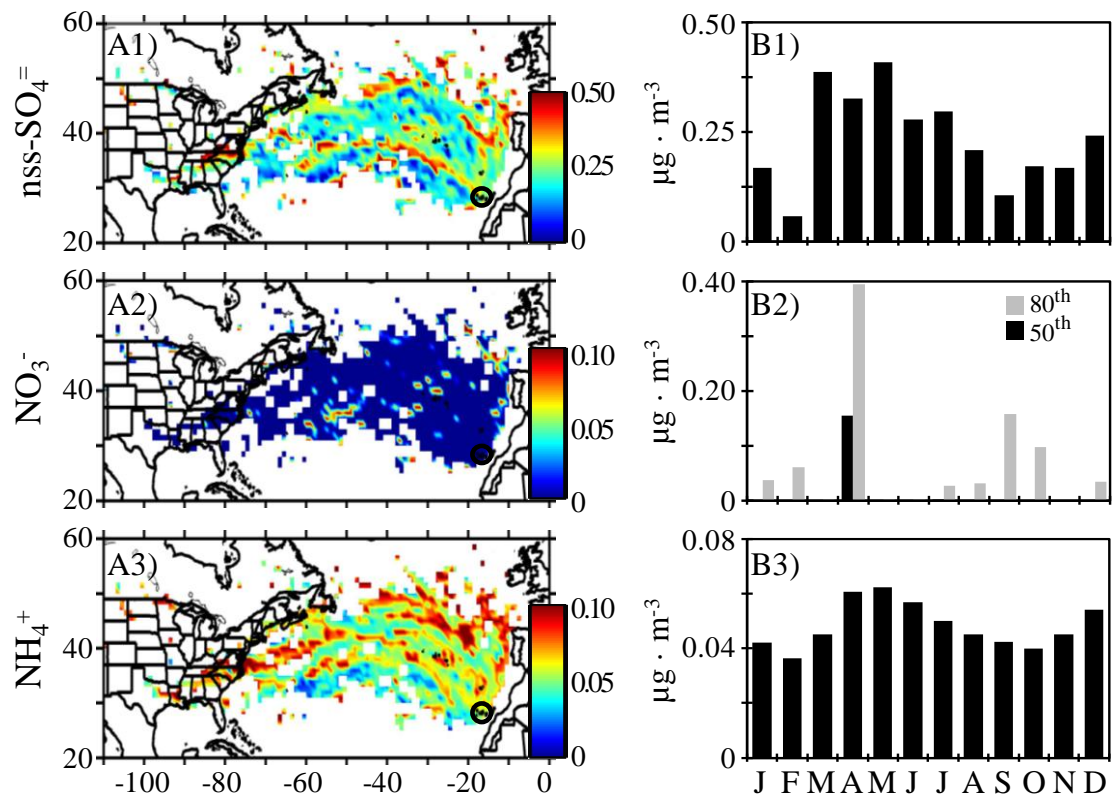 nss-SO₄⁼
A1)
60
40
20
0.50
0.25
0
NO₃⁻
A2)
60
40
20
0.10
0.05
0
NH₄⁺
A3)
60
40
20
0.10
0.05
0
-100 -80 -60 -40 -20 0
B1)
µg · m⁻³
0.50
0.25
0
B2)
µg · m⁻³
0.40
0.20
0
80ᵗʰ
50ᵗʰ
B3)
µg · m⁻³
0.08
0.04
0
J F M A M J J A S O N D